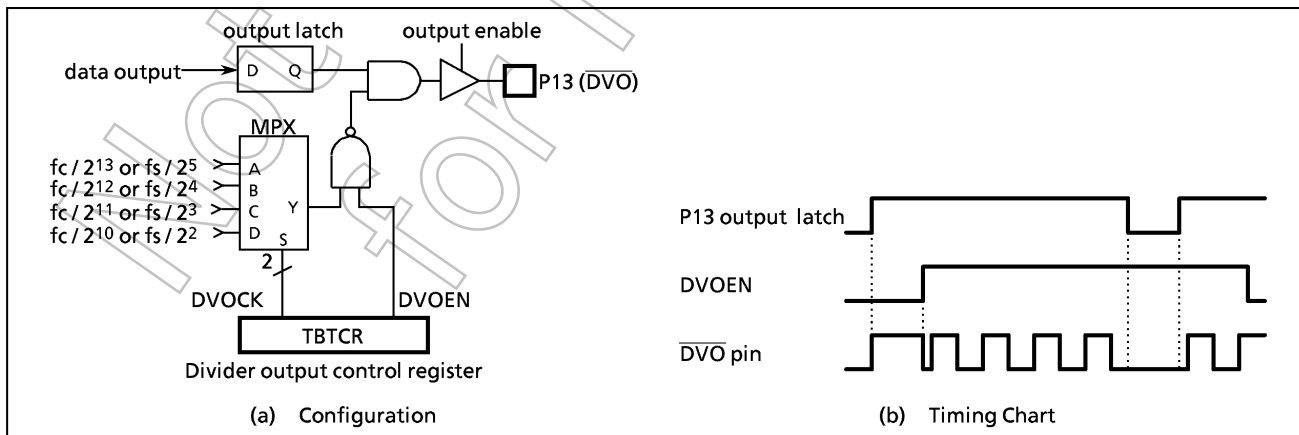 output latch
output enable
data output
D Q
P13 (DVO)
MPX
fc / 2¹³ or fs / 2⁵
A
fc / 2¹² or fs / 2⁴
B
fc / 2¹¹ or fs / 2³
C
Y
fc / 2¹⁰ or fs / 2²
D
S
2
DVOCK
DVOEN
TBTCR
Divider output control register
(a) Configuration
P13 output latch
DVOEN
DVO pin
(b) Timing Chart
Not
for